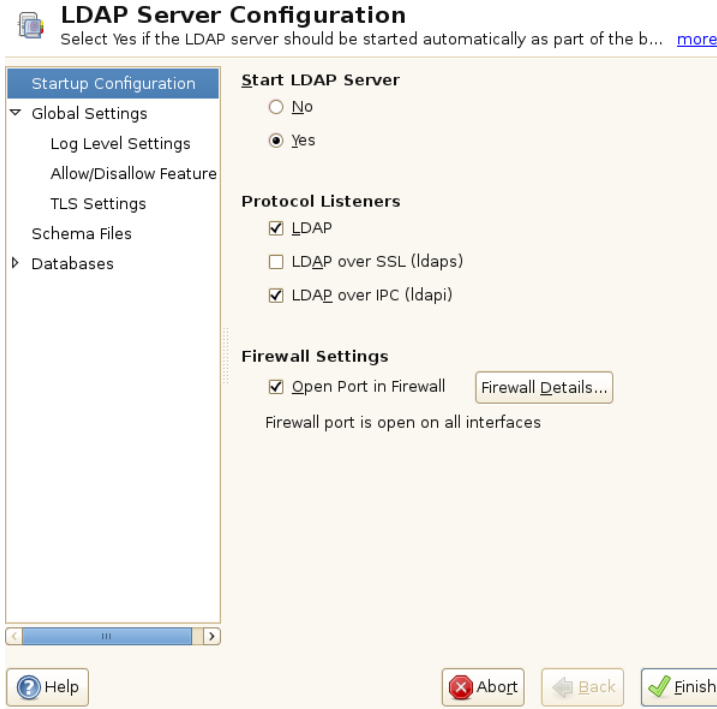 LDAP Server Configuration
Select Yes if the LDAP server should be started automatically as part of the b... more
Startup Configuration
Global Settings
Log Level Settings
Allow/Disallow Feature
TLS Settings
Schema Files
Databases
Start LDAP Server
No
Yes
Protocol Listeners
LDAP
LDAP over SSL (ldaps)
LDAP over IPC (ldapi)
Firewall Settings
Open Port in Firewall Firewall Details...
Firewall port is open on all interfaces
Help Abort Back Finish